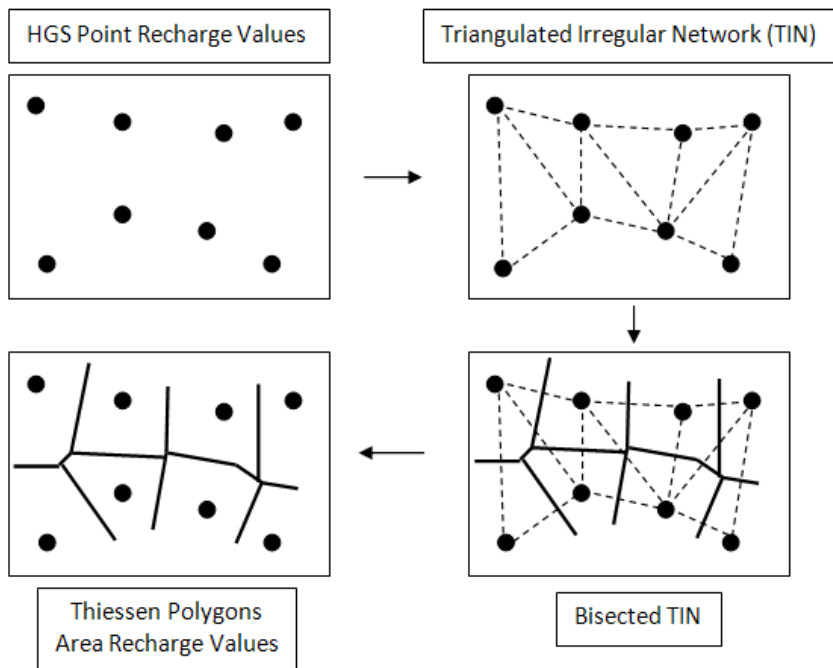 HGS Point Recharge Values
Triangulated Irregular Network (TIN)
Thiessen Polygons
Area Recharge Values
Bisected TIN